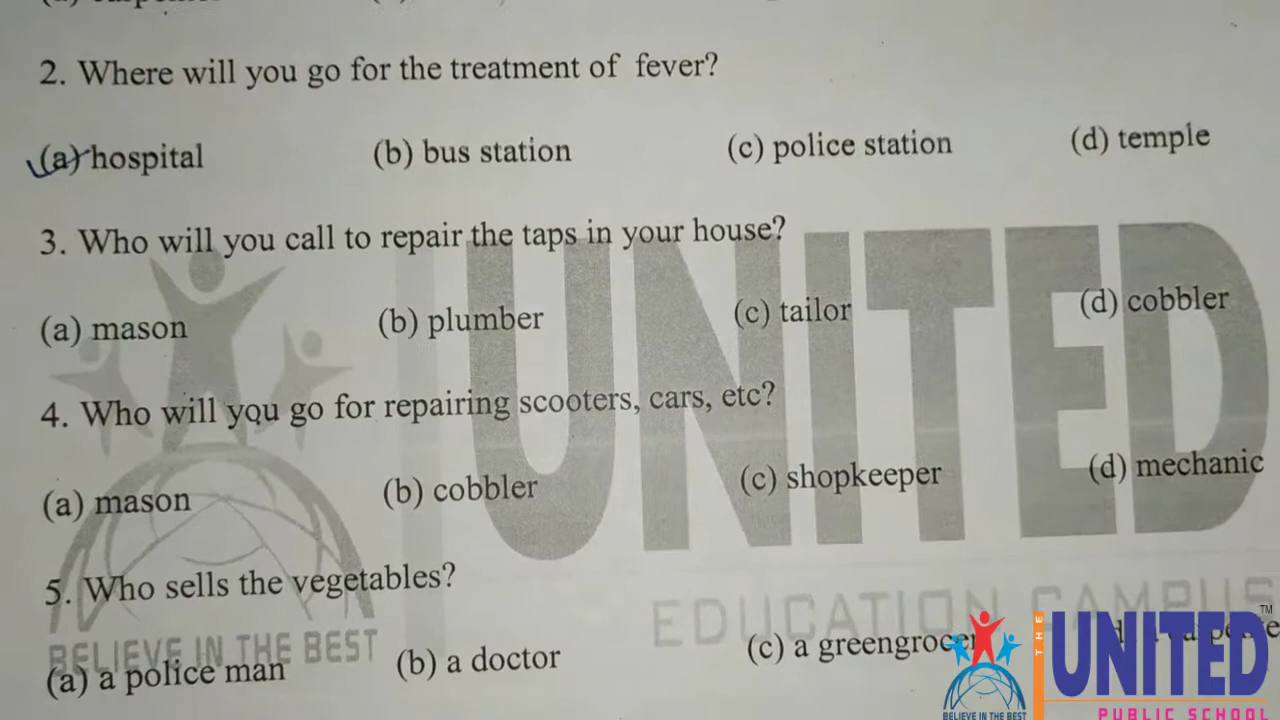 2. Where will you go for the treatment of fever?
(a) hospital (b) bus station (c) police station (d) temple
3. Who will you call to repair the taps in your house?
(a) mason (b) plumber (c) tailor (d) cobbler
4. Who will you go for repairing scooters, cars, etc?
(a) mason (b) cobbler (c) shopkeeper (d) mechanic
5. Who sells the vegetables?
(a) a police man (b) a doctor (c) a greengrocer
UNITED
EDUCATION CAMPUS
BELIEVE IN THE BEST
THE UNITED TM
PUBLIC SCHOOL
BELIEVE IN THE BEST